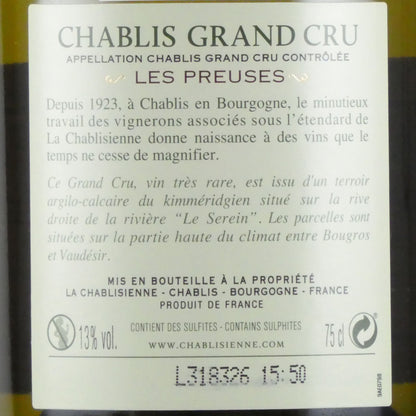 CHABLIS GRAND CRU
APPELLATION CHABLIS GRAND CRU CONTRÔLÉE
LES PREUSES
Depuis 1923, à Chablis en Bourgogne, le minutieux
travail des vignerons associés sous l'étendard de
La Chablisienne donne naissance à des vins que
le temps ne cesse de magnifier.
Ce Grand Cru, vin très rare, est issu d'un terroir
argilo-calcaire du kimméridgien situé sur la rive
droite de la rivière "Le Serein". Les parcelles sont
situées sur la partie haute du climat entre Bougros
et Vaudésir.
MIS EN BOUTEILLE À LA PROPRIÉTÉ
LA CHABLISIENNE - CHABLIS - BOURGOGNE - FRANCE
PRODUIT DE FRANCE
13% vol.
CONTIENT DES SULFITES - CONTAINS SULPHITES
WWW.CHABLISIENNE.COM
75 cl
L318326 15:50